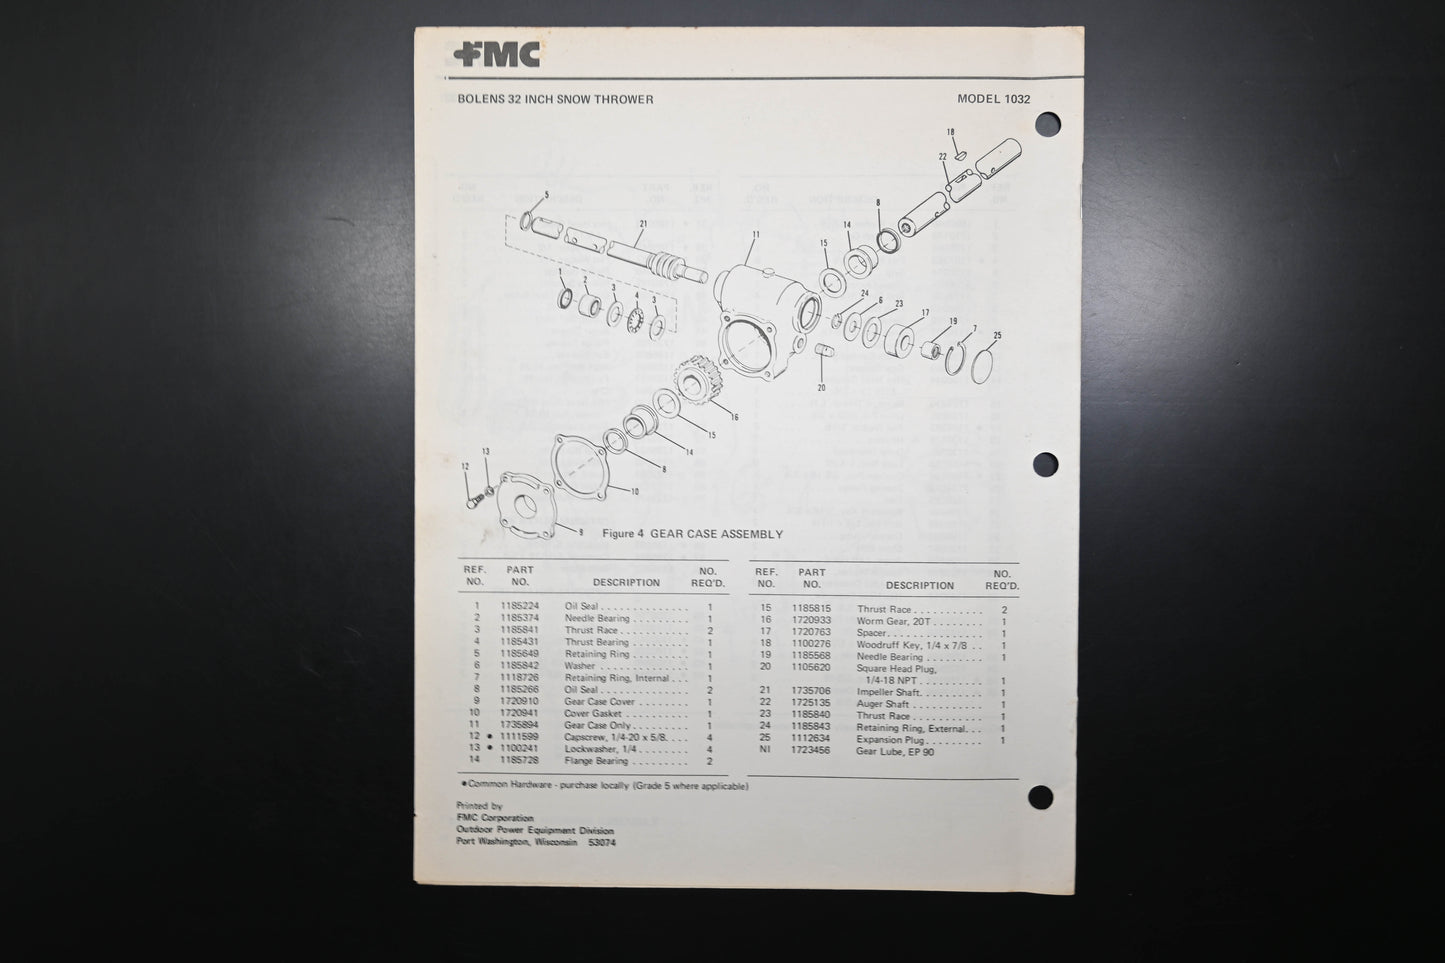 FMC
BOLENS 32 INCH SNOW THROWER
MODEL 1032
18
22
5
21
8
14
15
11
1
2
3
4
3
24
6
23
17
19
7
25
20
16
15
14
8
10
13
12
9
Figure 4 GEAR CASE ASSEMBLY
REF. NO. PART NO. DESCRIPTION NO. REQ'D.
1 1185224 Oil Seal . . . . . . . . . . . . . . 1
2 1185374 Needle Bearing . . . . . . . . . 1
3 1185841 Thrust Race . . . . . . . . . . . 2
4 1185431 Thrust Bearing . . . . . . . . . 1
5 1185649 Retaining Ring . . . . . . . . . 1
6 1185842 Washer . . . . . . . . . . . . . . 1
7 1118726 Retaining Ring, Internal . . . 1
8 1185266 Oil Seal . . . . . . . . . . . . . . 2
9 1720910 Gear Case Cover . . . . . . . . 1
10 1720941 Cover Gasket . . . . . . . . . . 1
11 1735894 Gear Case Only . . . . . . . . . 1
12 • 1111599 Capscrew, 1/4-20 x 5/8. . . . 4
13 • 1100241 Lockwasher, 1/4 . . . . . . . . 4
14 1185728 Flange Bearing . . . . . . . . . 2
REF. NO. PART NO. DESCRIPTION NO. REQ'D.
15 1185815 Thrust Race . . . . . . . . . . . 2
16 1720933 Worm Gear, 20T . . . . . . . . 1
17 1720763 Spacer. . . . . . . . . . . . . . . 1
18 1100276 Woodruff Key, 1/4 x 7/8 . . 1
19 1185568 Needle Bearing . . . . . . . . . 1
20 1105620 Square Head Plug,
1/4-18 NPT . . . . . . . . . . 1
21 1735706 Impeller Shaft. . . . . . . . . . 1
22 1725135 Auger Shaft . . . . . . . . . . . 1
23 1185840 Thrust Race . . . . . . . . . . . 1
24 1185843 Retaining Ring, External. . . 1
25 1112634 Expansion Plug. . . . . . . . . 1
NI 1723456 Gear Lube, EP 90
•Common Hardware - purchase locally (Grade 5 where applicable)
Printed by
FMC Corporation
Outdoor Power Equipment Division
Port Washington, Wisconsin 53074